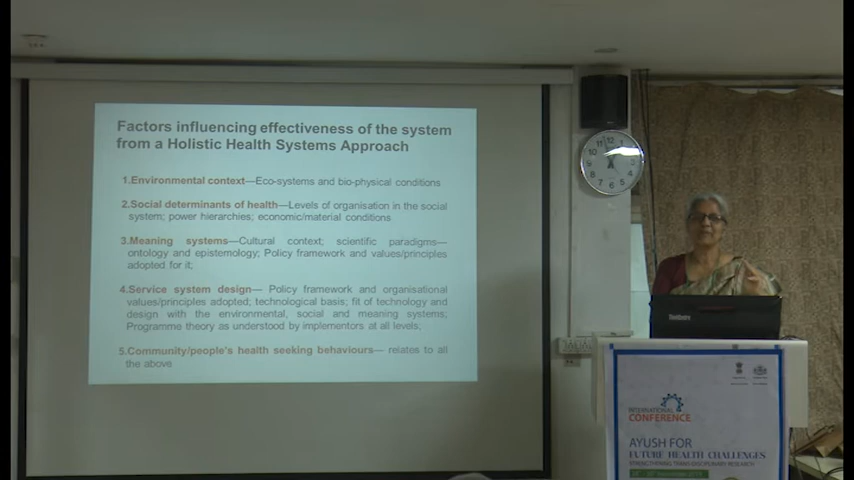 Factors influencing effectiveness of the system
from a Holistic Health Systems Approach
1.Environmental context—Eco-systems and bio-physical conditions
2.Social determinants of health—Levels of organisation in the social
system; power hierarchies; economic/material conditions
3.Meaning systems—Cultural context; scientific paradigms—
ontology and epistemology; Policy framework and values/principles
adopted for it;
4.Service system design— Policy framework and organisational
values/principles adopted; technological basis; fit of technology and
design with the environmental, social and meaning systems;
Programme theory as understood by implementors at all levels;
5.Community/people's health seeking behaviours— relates to all
the above
INTERNATIONAL
CONFERENCE
AYUSH FOR
FUTURE HEALTH CHALLENGES
STRENGTHENING TRANS-DISCIPLINARY RESEARCH